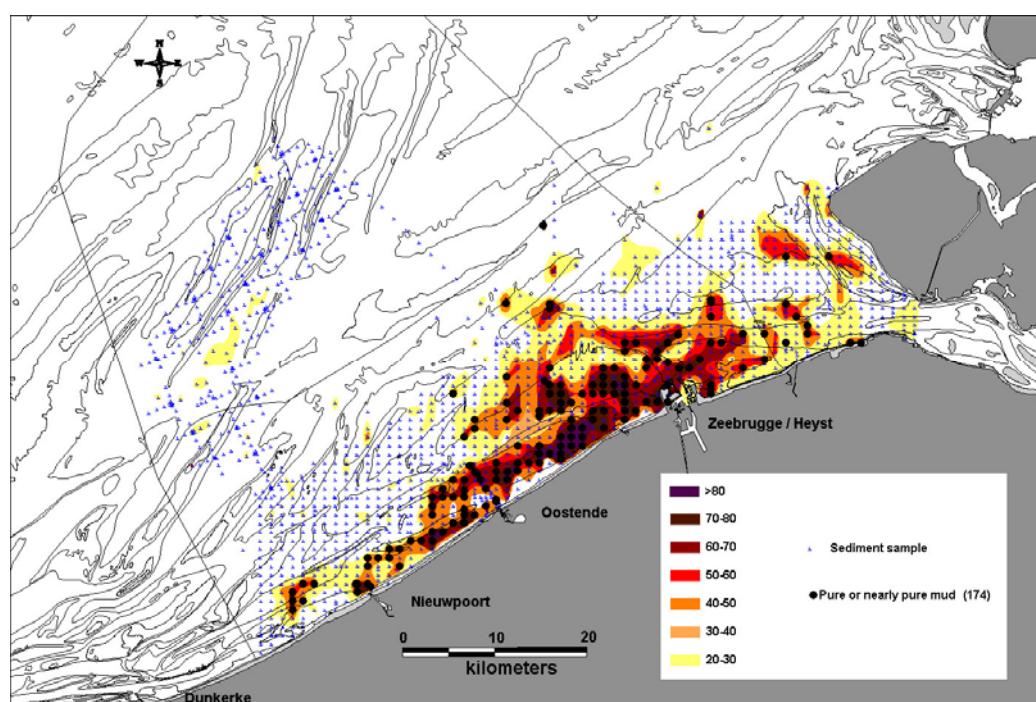 N
W E
S
Zeebrugge / Heyst
Oostende
Nieuwpoort
Dunkerke
0 10 20
kilometers
>80
70-80
60-70
50-60
40-50
30-40
20-30
Sediment sample
Pure or nearly pure mud (174)